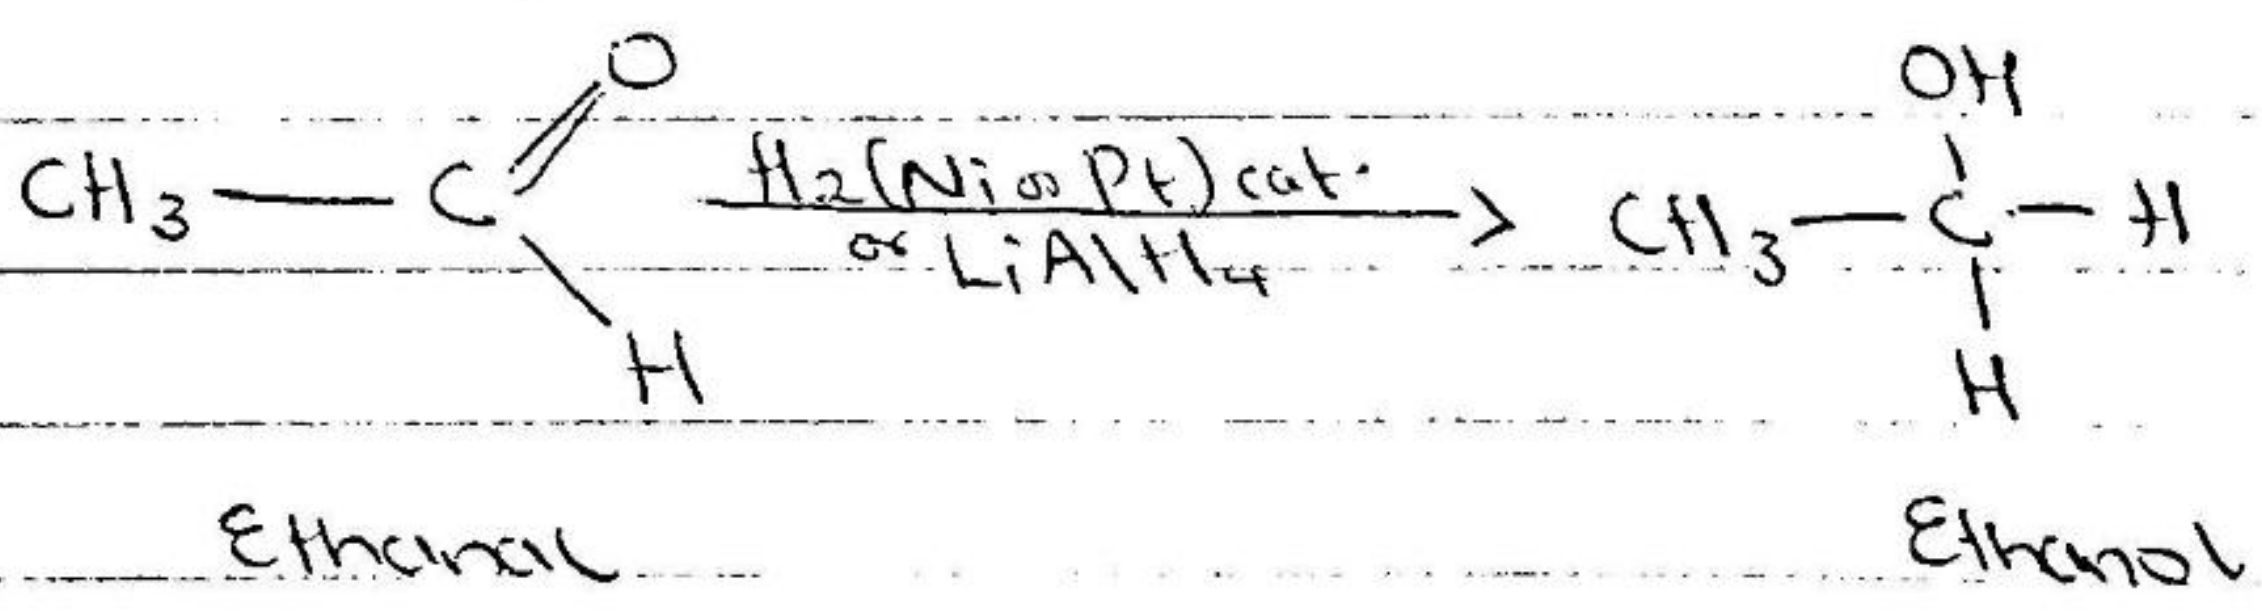 O
OH
CH3 — C
H2 (Ni or Pt) cat.
CH3 — C — H
or LiAlH4
H
H
Ethanal
Ethanol